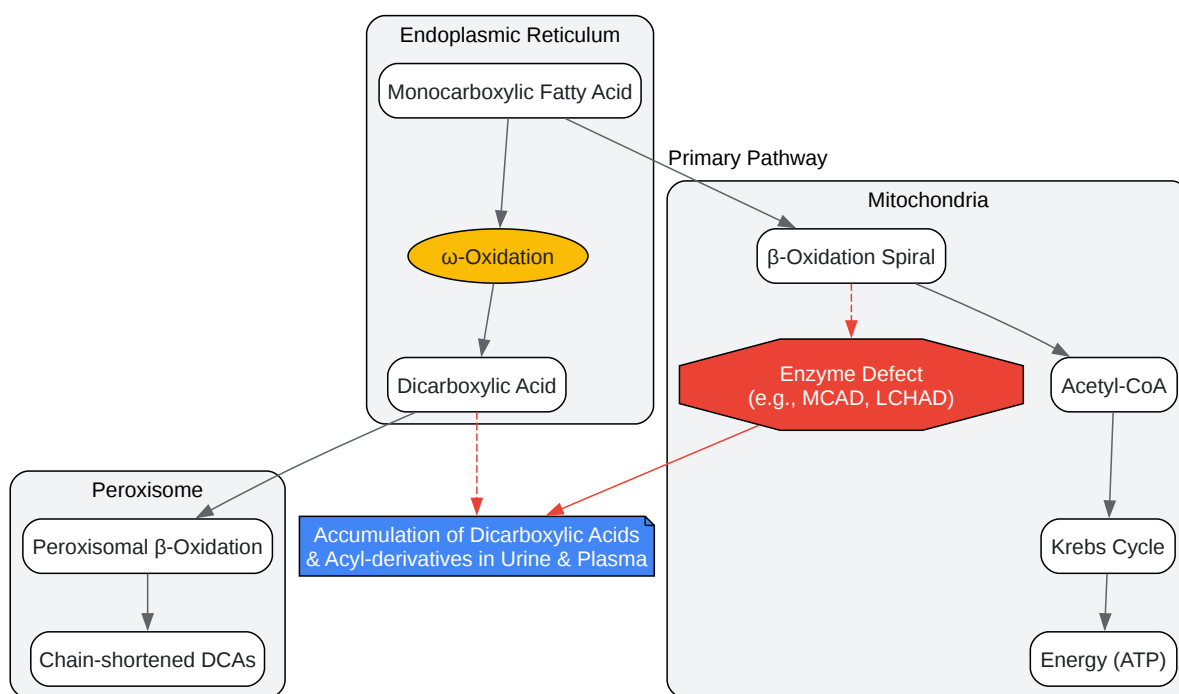 Endoplasmic Reticulum
Monocarboxylic Fatty Acid
Primary Pathway
Mitochondria
ω-Oxidation
β-Oxidation Spiral
Dicarboxylic Acid
Enzyme Defect
(e.g., MCAD, LCHAD)
Acetyl-CoA
Peroxisome
Peroxisomal β-Oxidation
Accumulation of Dicarboxylic Acids
& Acyl-derivatives in Urine & Plasma
Krebs Cycle
Chain-shortened DCAs
Energy (ATP)